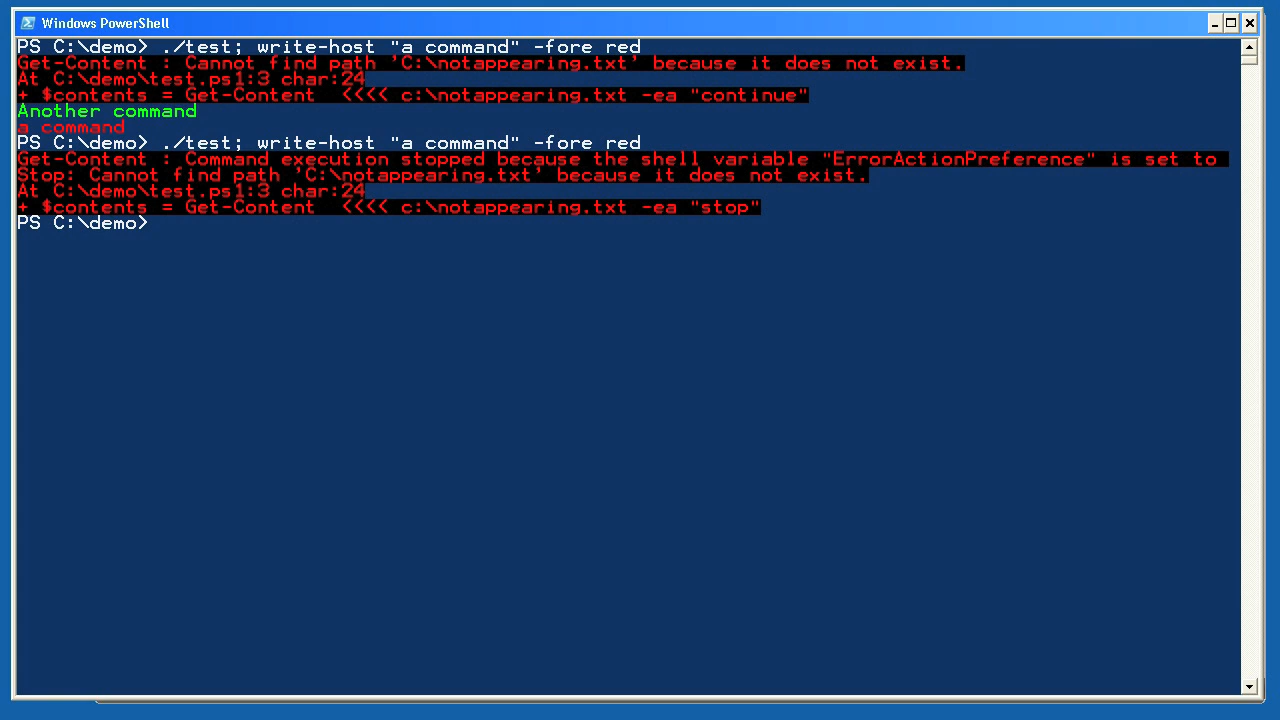 Windows PowerShell
PS C:\demo> ./test; write-host "a command" -fore red
Get-Content : Cannot find path 'C:\notappearing.txt' because it does not exist.
At C:\demo\test.ps1:3 char:24
+ $contents = Get-Content  <<<< c:\notappearing.txt -ea "continue"
Another command
a command
PS C:\demo> ./test; write-host "a command" -fore red
Get-Content : Command execution stopped because the shell variable "ErrorActionPreference" is set to
Stop: Cannot find path 'C:\notappearing.txt' because it does not exist.
At C:\demo\test.ps1:3 char:24
+ $contents = Get-Content  <<<< c:\notappearing.txt -ea "stop"
PS C:\demo>